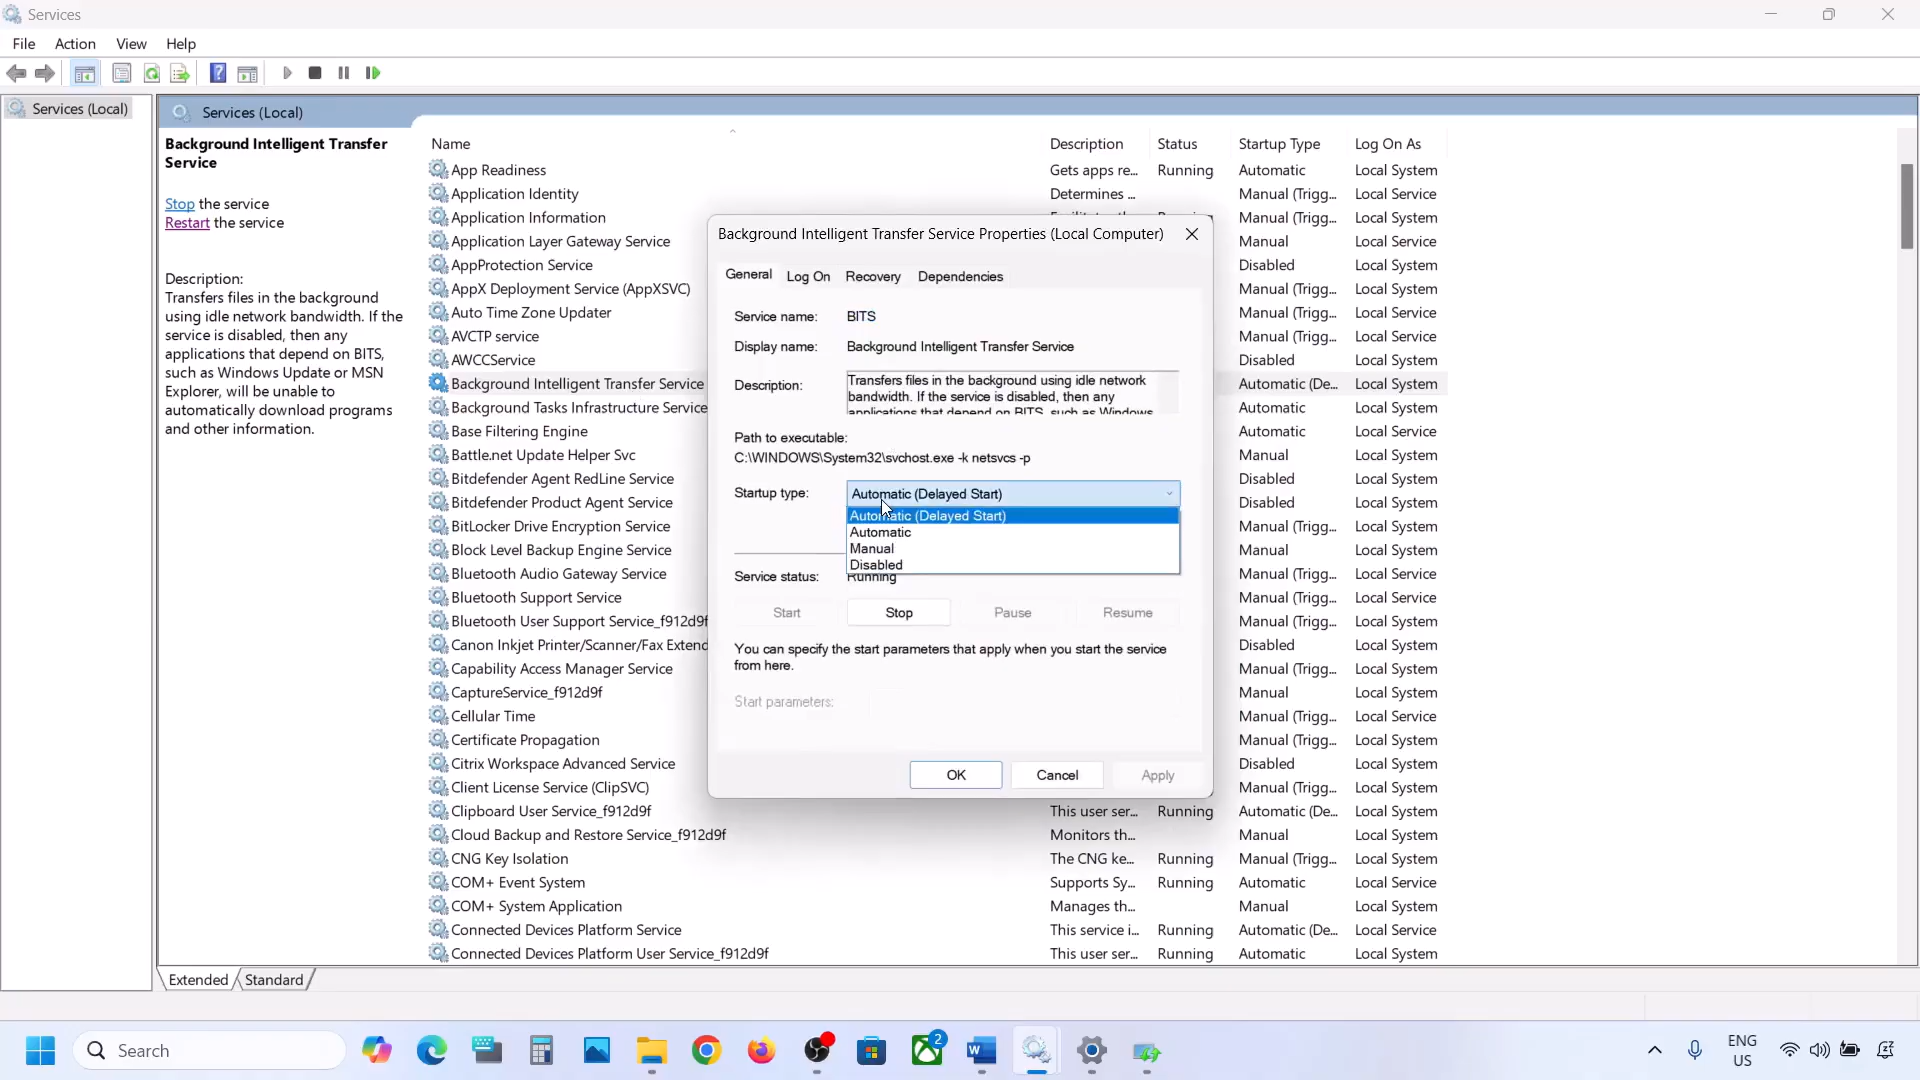 Services
File Action View Help
Services (Local)
Services (Local)
Background Intelligent Transfer
Service
Stop the service
Restart the service
Description:
Transfers files in the background
using idle network bandwidth. If the
service is disabled, then any
applications that depend on BITS,
such as Windows Update or MSN
Explorer, will be unable to
automatically download programs
and other information.
Name Description Status Startup Type Log On As
App Readiness Gets apps re... Running Automatic Local System
Application Identity Determines ... Manual (Trigg... Local Service
Application Information Manual (Trigg... Local System
Application Layer Gateway Service Manual Local Service
AppProtection Service Disabled Local System
AppX Deployment Service (AppXSVC) Manual (Trigg... Local System
Auto Time Zone Updater Manual (Trigg... Local Service
AVCTP service Manual (Trigg... Local Service
AWCCService Disabled Local System
Background Intelligent Transfer Service Automatic (De... Local System
Background Tasks Infrastructure Service Automatic Local System
Base Filtering Engine Automatic Local Service
Battle.net Update Helper Svc Manual Local System
Bitdefender Agent RedLine Service Disabled Local System
Bitdefender Product Agent Service Disabled Local System
BitLocker Drive Encryption Service Manual (Trigg... Local System
Block Level Backup Engine Service Manual Local System
Bluetooth Audio Gateway Service Manual (Trigg... Local Service
Bluetooth Support Service Manual (Trigg... Local Service
Bluetooth User Support Service_f912d9f Manual (Trigg... Local System
Canon Inkjet Printer/Scanner/Fax Extend Disabled Local System
Capability Access Manager Service Manual (Trigg... Local System
CaptureService_f912d9f Manual Local System
Cellular Time Manual (Trigg... Local Service
Certificate Propagation Manual (Trigg... Local System
Citrix Workspace Advanced Service Disabled Local System
Client License Service (ClipSVC) Manual (Trigg... Local System
Clipboard User Service_f912d9f This user ser... Running Automatic (De... Local System
Cloud Backup and Restore Service_f912d9f Monitors th... Manual Local System
CNG Key Isolation The CNG ke... Running Manual (Trigg... Local System
COM+ Event System Supports Sy... Running Automatic Local Service
COM+ System Application Manages th... Manual Local System
Connected Devices Platform Service This service i... Running Automatic (De... Local Service
Connected Devices Platform User Service_f912d9f This user ser... Running Automatic Local System
Background Intelligent Transfer Service Properties (Local Computer)
General Log On Recovery Dependencies
Service name: BITS
Display name: Background Intelligent Transfer Service
Description: Transfers files in the background using idle network
bandwidth. If the service is disabled, then any
applications that depend on BITS, such as Windows
Path to executable:
C:\WINDOWS\System32\svchost.exe -k netsvcs -p
Startup type: Automatic (Delayed Start)
Automatic (Delayed Start)
Automatic
Manual
Disabled
Service status: Running
Start Stop Pause Resume
You can specify the start parameters that apply when you start the service
from here.
Start parameters:
OK Cancel Apply
Extended Standard
Search
2
ENG
US